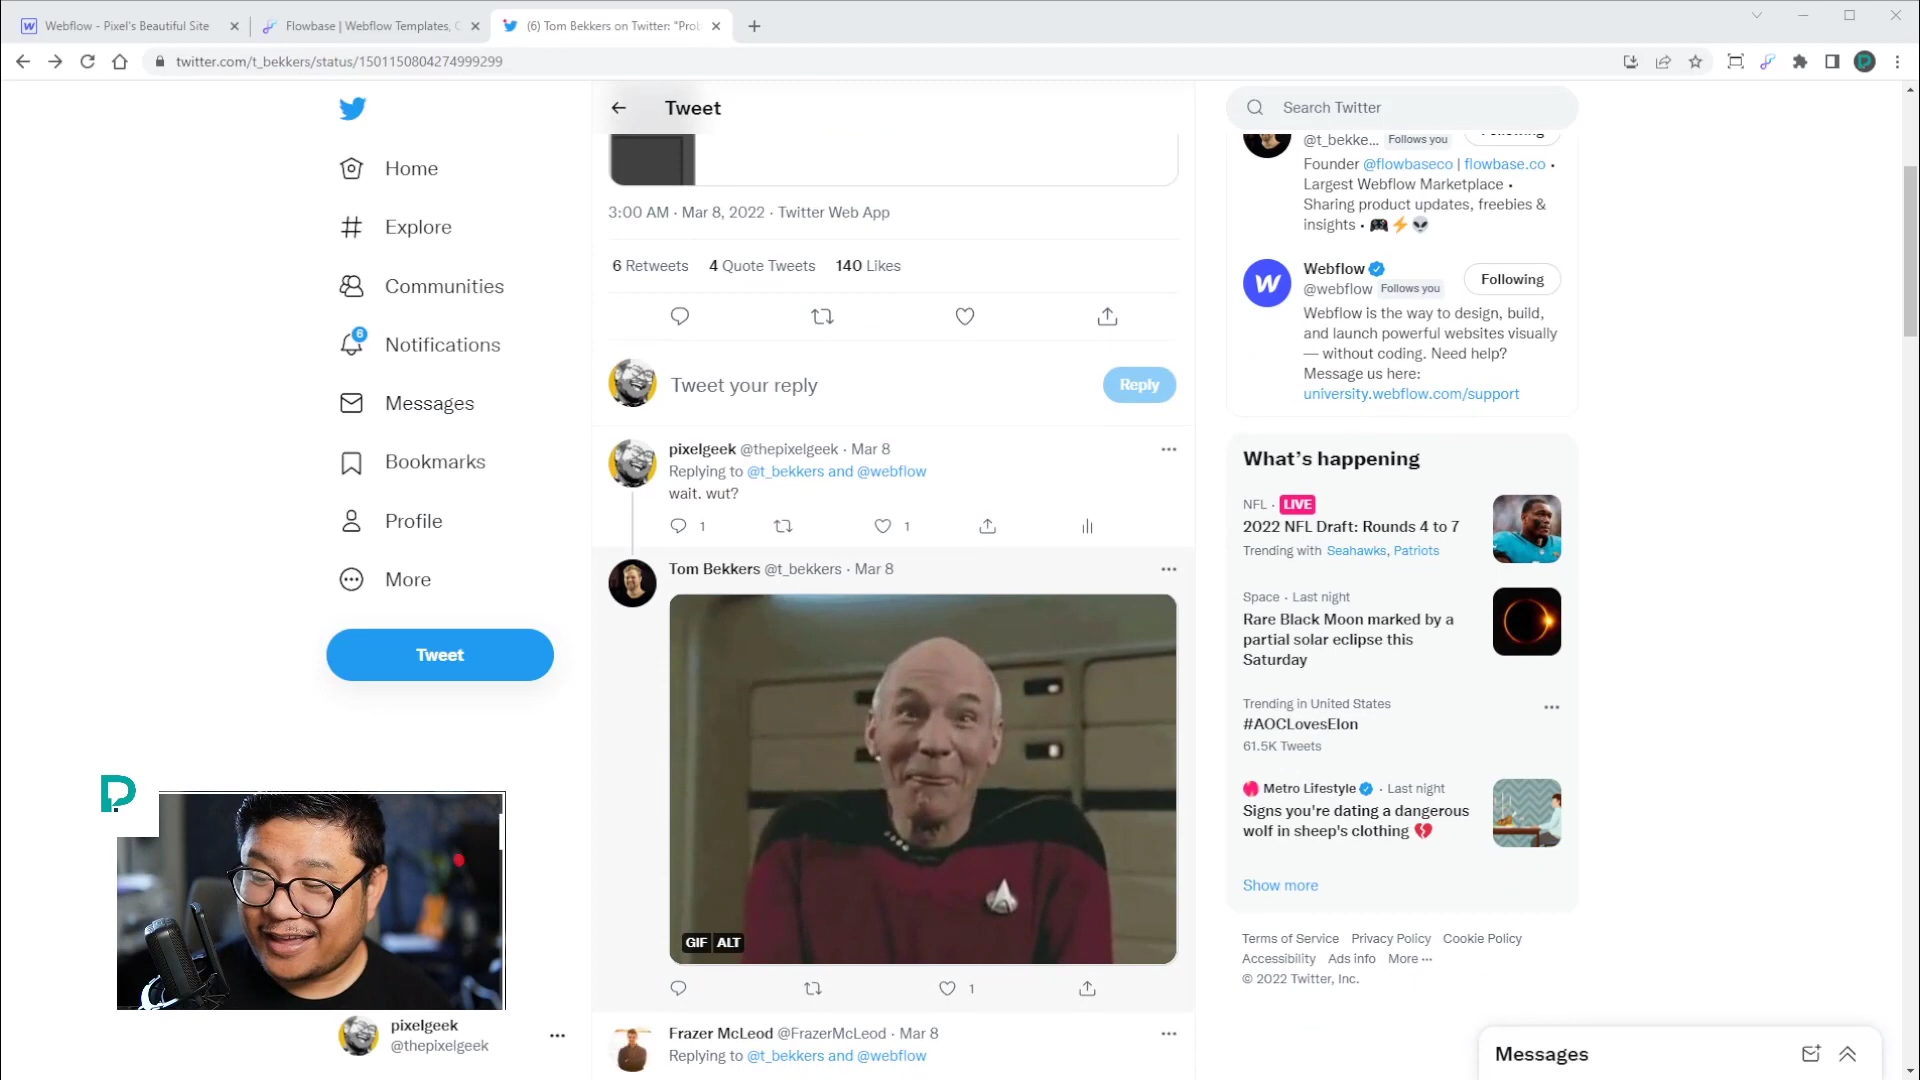 Webflow - Pixel's Beautiful Site
Flowbase | Webflow Templates, C
(6) Tom Bekkers on Twitter: "Prob
twitter.com/t_bekkers/status/1501150804274999299
Tweet
Search Twitter
@t_bekke... Follows you
Founder @flowbaseco | flowbase.co •
Largest Webflow Marketplace •
Sharing product updates, freebies &
insights • 🎮⚡👽
Home
Explore
Communities
6
Notifications
Messages
Bookmarks
Profile
More
Tweet
3:00 AM · Mar 8, 2022 · Twitter Web App
6 Retweets 4 Quote Tweets 140 Likes
Tweet your reply
Reply
pixelgeek @thepixelgeek · Mar 8
Replying to @t_bekkers and @webflow
wait. wut?
1 1
Tom Bekkers @t_bekkers · Mar 8
GIF ALT
1
Frazer McLeod @FrazerMcLeod · Mar 8
Replying to @t_bekkers and @webflow
W
Webflow
@webflow Follows you
Following
Webflow is the way to design, build,
and launch powerful websites visually
— without coding. Need help?
Message us here:
university.webflow.com/support
What's happening
NFL · LIVE
2022 NFL Draft: Rounds 4 to 7
Trending with Seahawks, Patriots
Space · Last night
Rare Black Moon marked by a
partial solar eclipse this
Saturday
Trending in United States
#AOCLovesElon
61.5K Tweets
Metro Lifestyle · Last night
Signs you're dating a dangerous
wolf in sheep's clothing 💔
Show more
Terms of Service Privacy Policy Cookie Policy
Accessibility Ads info More ···
© 2022 Twitter, Inc.
pixelgeek
@thepixelgeek
Messages